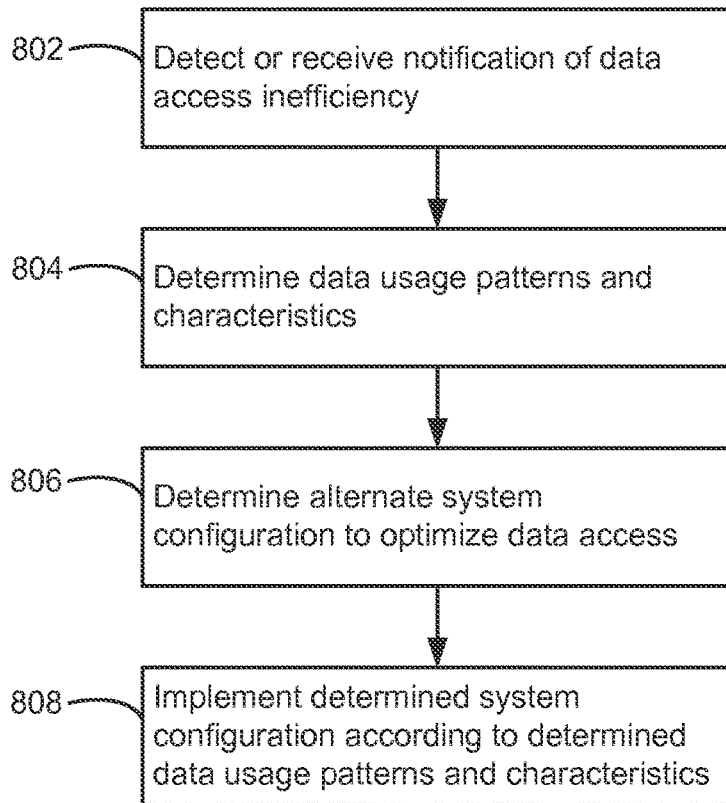 802
Detect or receive notification of data
access inefficiency
804
Determine data usage patterns and
characteristics
806
Determine alternate system
configuration to optimize data access
808
Implement determined system
configuration according to determined
data usage patterns and characteristics